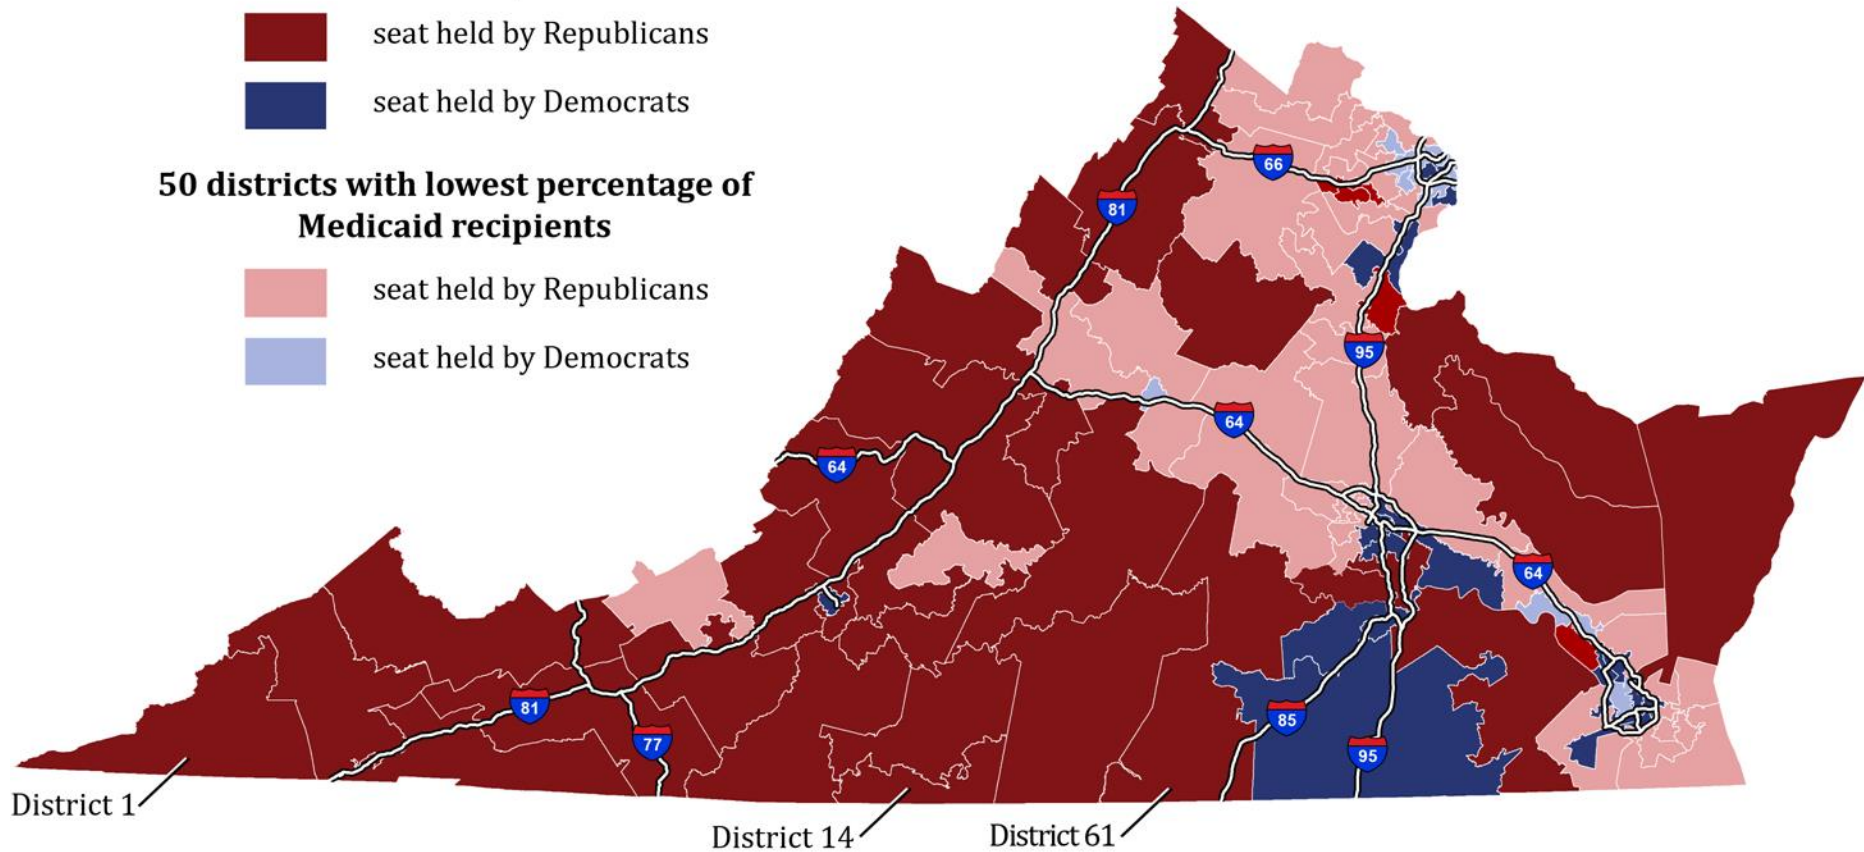 seat held by Republicans
seat held by Democrats
50 districts with lowest percentage of
Medicaid recipients
seat held by Republicans
seat held by Democrats
66
81
95
64
64
64
81
77
85
95
District 1
District 14
District 61